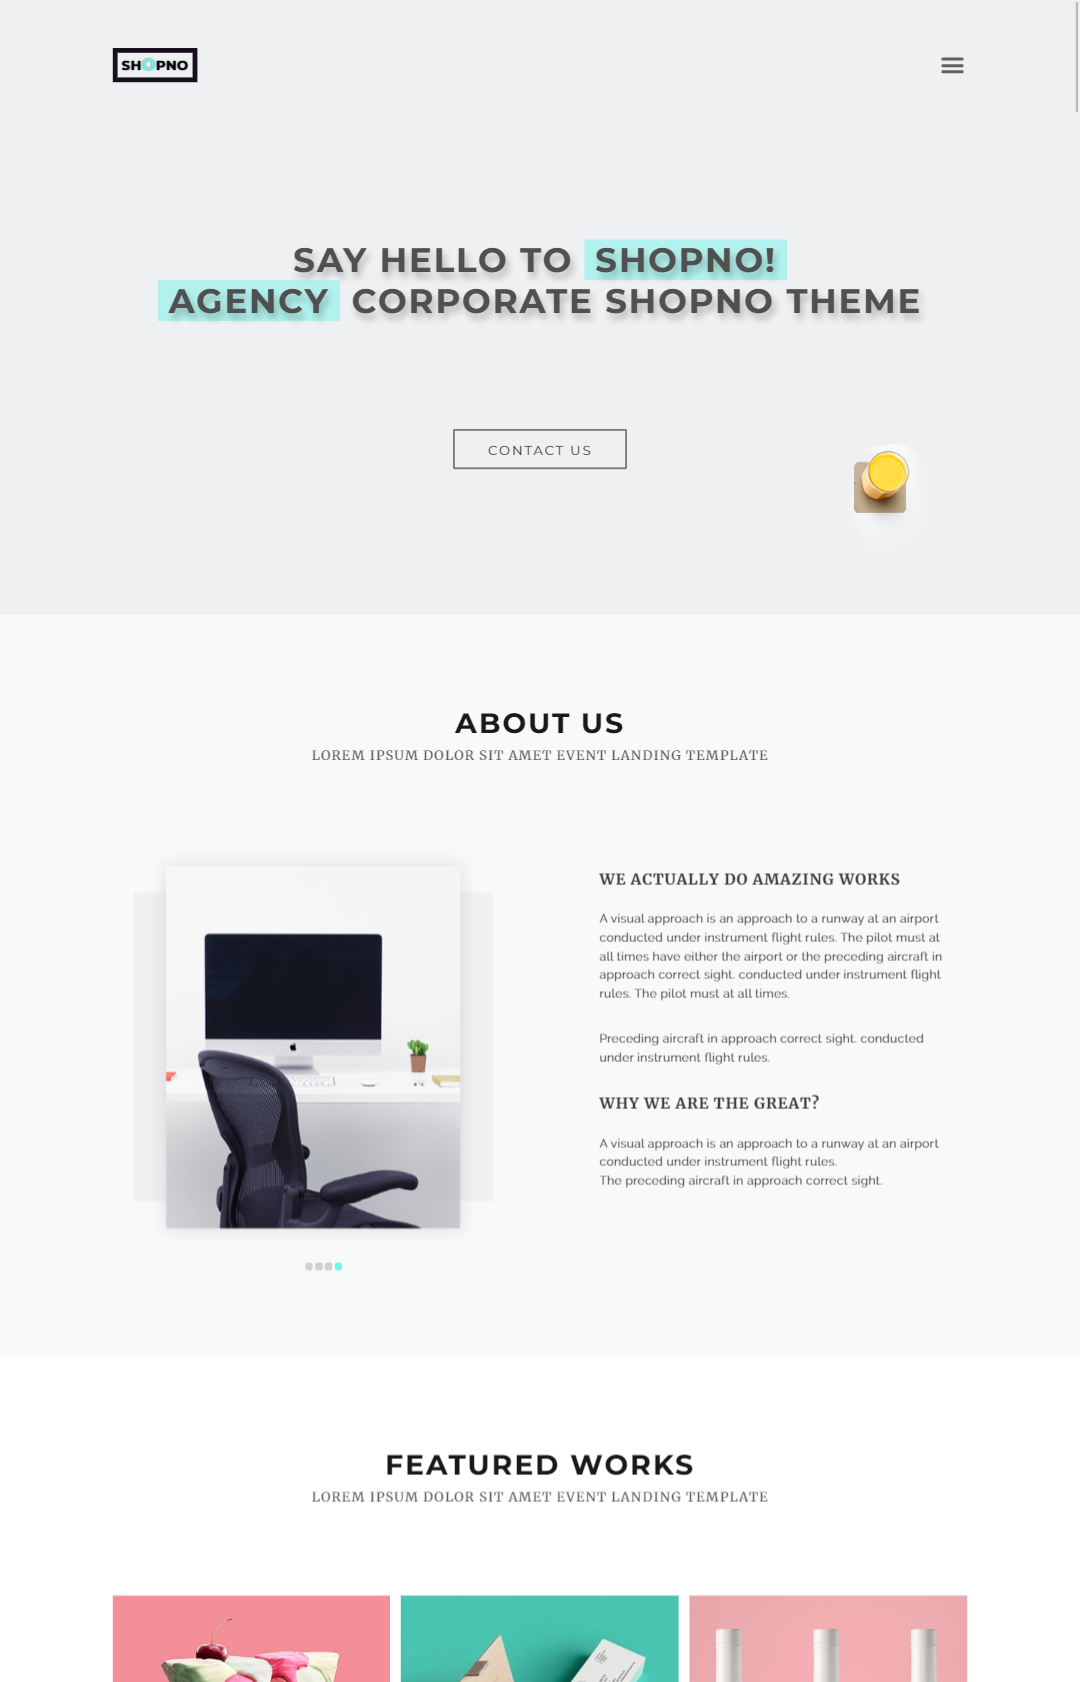 SHOPNO
SAY HELLO TO SHOPNO!
AGENCY CORPORATE SHOPNO THEME
CONTACT US
ABOUT US
LOREM IPSUM DOLOR SIT AMET EVENT LANDING TEMPLATE
WE ACTUALLY DO AMAZING WORKS
A visual approach is an approach to a runway at an airport
conducted under instrument flight rules. The pilot must at
all times have either the airport or the preceding aircraft in
approach correct sight. conducted under instrument flight
rules. The pilot must at all times.
Preceding aircraft in approach correct sight. conducted
under instrument flight rules.
WHY WE ARE THE GREAT?
A visual approach is an approach to a runway at an airport
conducted under instrument flight rules.
The preceding aircraft in approach correct sight.
FEATURED WORKS
LOREM IPSUM DOLOR SIT AMET EVENT LANDING TEMPLATE